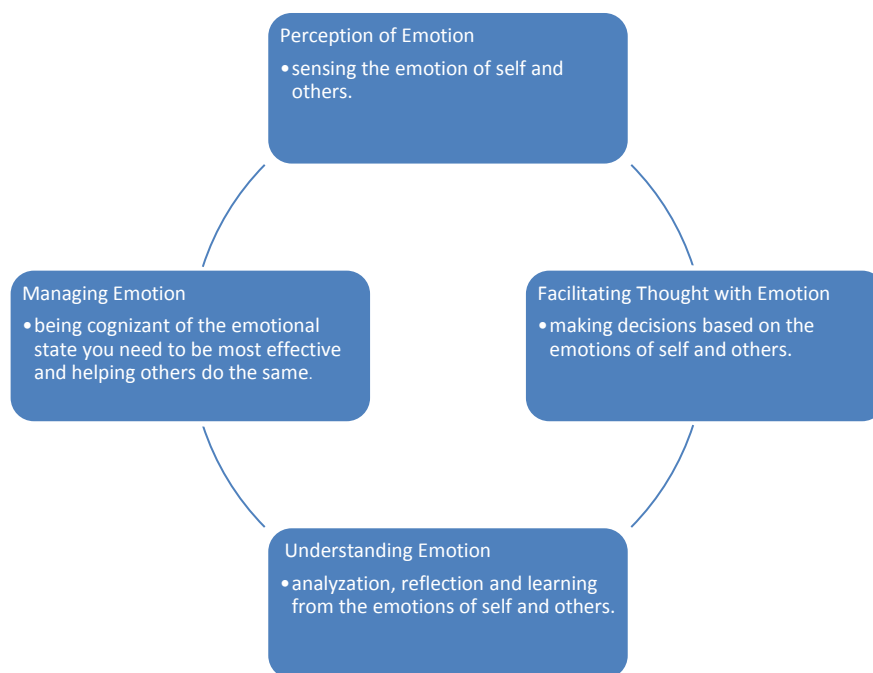 Perception of Emotion
•sensing the emotion of self and
others.
Facilitating Thought with Emotion
•making decisions based on the
emotions of self and others.
Understanding Emotion
•analyzation, reflection and learning
from the emotions of self and others.
Managing Emotion
•being cognizant of the emotional
state you need to be most effective
and helping others do the same.